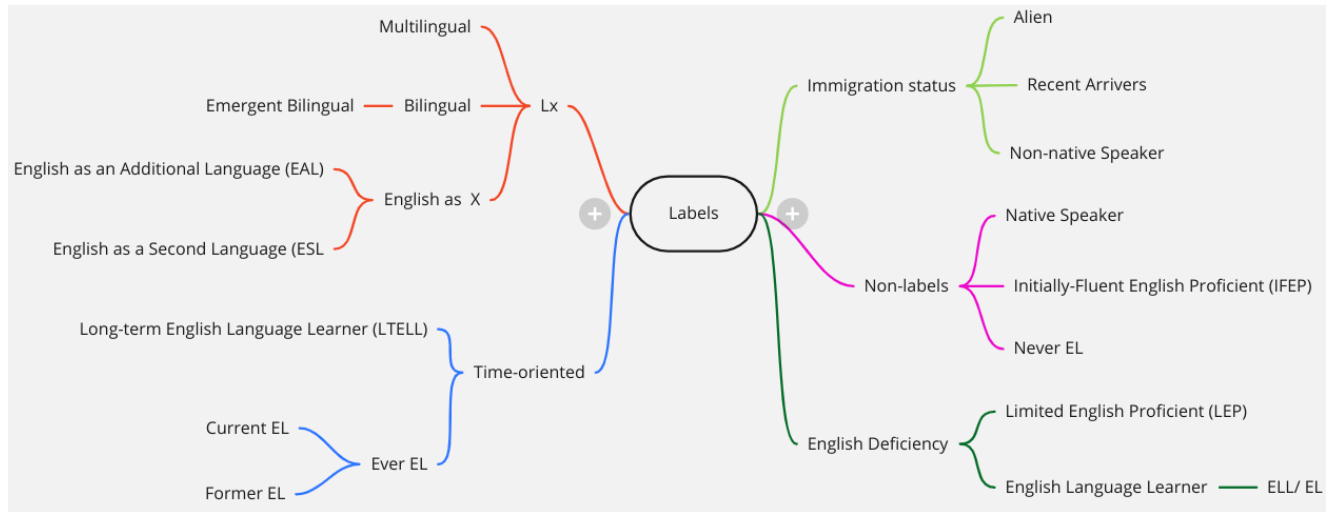 Multilingual
Emergent Bilingual
Bilingual
Lx
English as an Additional Language (EAL)
English as  X
English as a Second Language (ESL
Labels
Long-term English Language Learner (LTELL)
Time-oriented
Current EL
Ever EL
Former EL
Alien
Immigration status
Recent Arrivers
Non-native Speaker
Native Speaker
Non-labels
Initially-Fluent English Proficient (IFEP)
Never EL
Limited English Proficient (LEP)
English Deficiency
English Language Learner
ELL/ EL